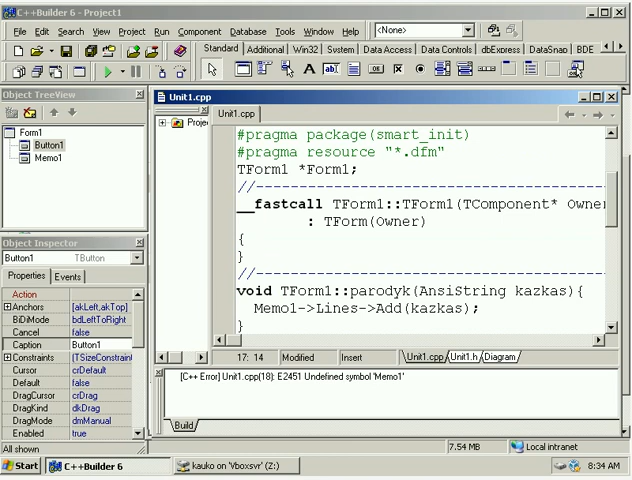 C++Builder 6 - Project1
File Edit Search View Project Run Component Database Tools Window Help
<None>
Standard Additional Win32 System Data Access Data Controls dbExpress DataSnap BDE
Object TreeView
Form1
Button1
Memo1
Object Inspector
Button1 TButton
Properties Events
Action
Anchors [akLeft,akTop]
BiDiMode bdLeftToRight
Cancel false
Caption Button1
Constraints (TSizeConstraint
Cursor crDefault
Default false
DragCursor crDrag
DragKind dkDrag
DragMode dmManual
Enabled true
All shown
Unit1.cpp
Proje
Unit1.cpp
#pragma package(smart_init)
#pragma resource "*.dfm"
TForm1 *Form1;
//------------------------------------
__fastcall TForm1::TForm1(TComponent* Owner
: TForm(Owner)
{
}
//------------------------------------
void TForm1::parodyk(AnsiString kazkas){
Memo1->Lines->Add(kazkas);
}
17: 14 Modified Insert Unit1.cpp Unit1.h Diagram
[C++ Error] Unit1.cpp(18): E2451 Undefined symbol 'Memo1'
Build
7.54 MB Local intranet
Start C++Builder 6 kauko on 'Vboxsvr' (Z:) 8:34 AM